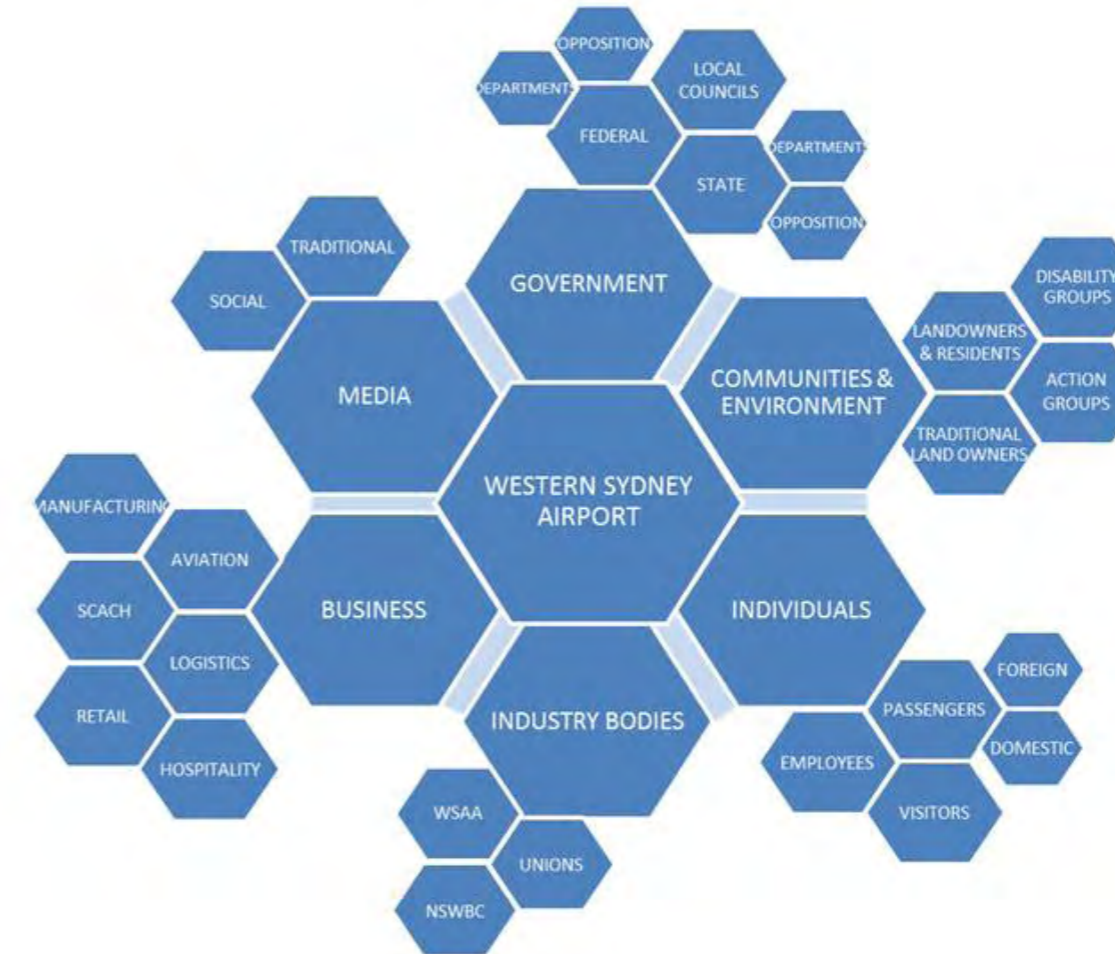 OPPOSITION
DEPARTMENTS
LOCAL
COUNCILS
FEDERAL
STATE
DEPARTMENTS
OPPOSITION
TRADITIONAL
SOCIAL
GOVERNMENT
MEDIA
COMMUNITIES &
ENVIRONMENT
DISABILITY
GROUPS
LANDOWNERS
& RESIDENTS
ACTION
GROUPS
TRADITIONAL
LAND OWNERS
WESTERN SYDNEY
AIRPORT
MANUFACTURING
AVIATION
SCACH
LOGISTICS
RETAIL
HOSPITALITY
BUSINESS
INDIVIDUALS
INDUSTRY BODIES
FOREIGN
PASSENGERS
DOMESTIC
EMPLOYEES
VISITORS
WSAA
UNIONS
NSWBC